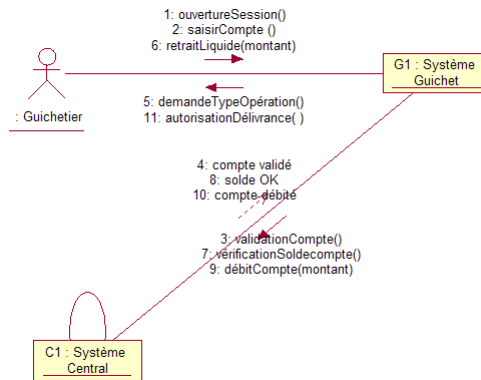 1: ouvertureSession()
2: saisirCompte ()
6: retraitLiquide(montant)
G1 : Système
Guichet
: Guichetier
5: demandeTypeOpération()
11: autorisationDélivrance( )
4: compte validé
8: solde OK
10: compte débité
3: validationCompte()
7: vérificationSoldecompte()
9: débitCompte(montant)
C1 : Système
Central